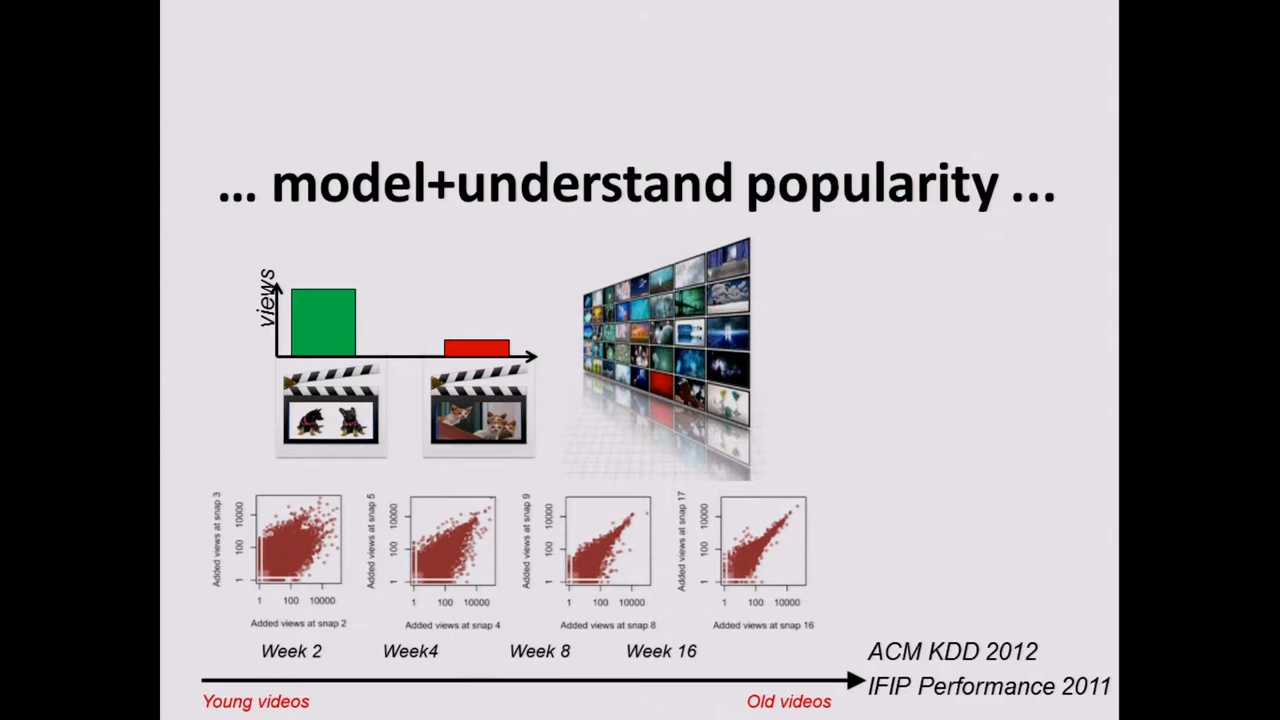 ... model+understand popularity ...
views
Added views at snap 3
10000
100
1
1 100 10000
Added views at snap 2
Added views at snap 5
10000
100
1
1 100 10000
Added views at snap 4
Added views at snap 9
10000
100
1
1 100 10000
Added views at snap 8
Added views at snap 17
10000
100
1
1 100 10000
Added views at snap 16
Week 2
Week4
Week 8
Week 16
Young videos
Old videos
ACM KDD 2012
IFIP Performance 2011